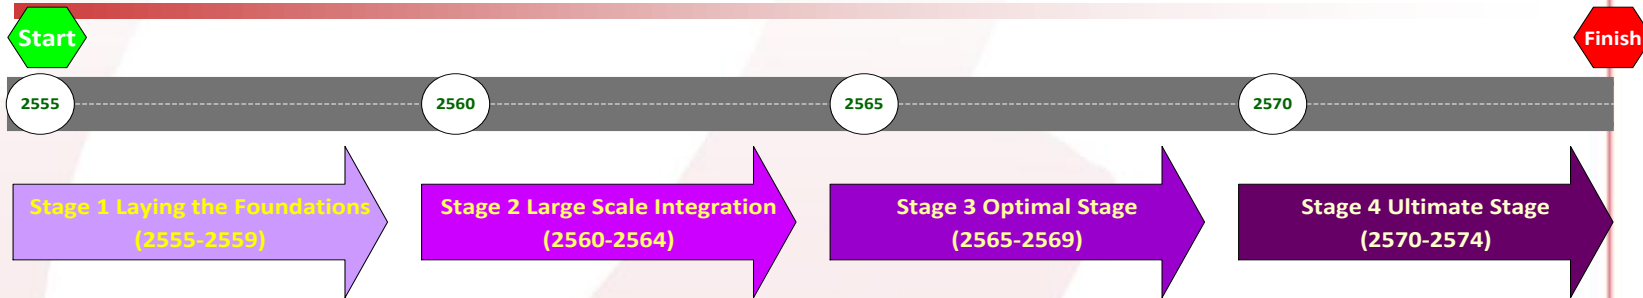 Start
Finish
2555
2560
2565
2570
Stage 1 Laying the Foundations
(2555-2559)
Stage 2 Large Scale Integration
(2560-2564)
Stage 3 Optimal Stage
(2565-2569)
Stage 4 Ultimate Stage
(2570-2574)